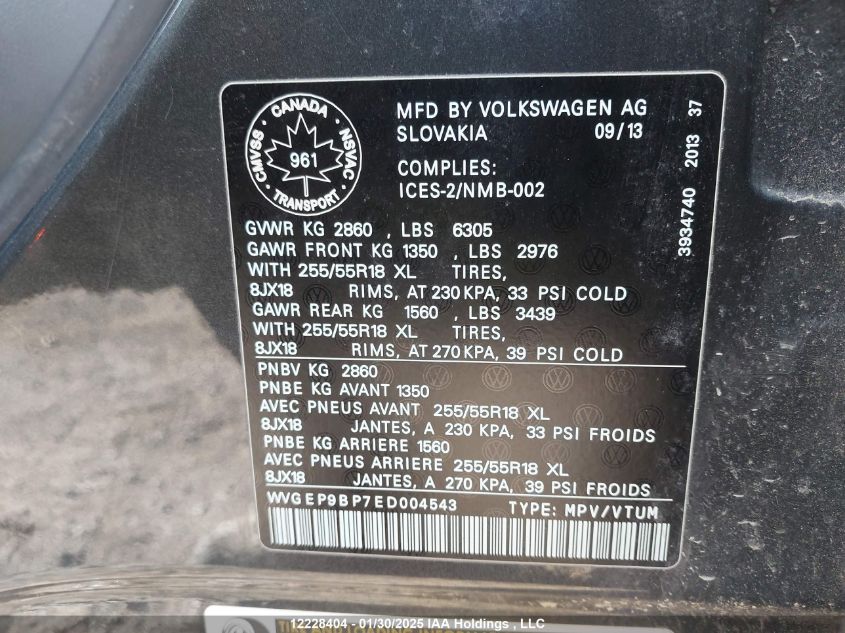 CANADA
CMVSS
NSVAC
961
TRANSPORT
MFD BY VOLKSWAGEN AG
SLOVAKIA 09/13
COMPLIES:
ICES-2/NMB-002
3934740 2013 37
GVWR KG 2860 , LBS 6305
GAWR FRONT KG 1350 , LBS 2976
WITH 255/55R18 XL TIRES,
8JX18 RIMS, AT 230 KPA, 33 PSI COLD
GAWR REAR KG 1560 , LBS 3439
WITH 255/55R18 XL TIRES,
8JX18 RIMS, AT 270 KPA, 39 PSI COLD
PNBV KG 2860
PNBE KG AVANT 1350
AVEC PNEUS AVANT 255/55R18 XL
8JX18 JANTES, A 230 KPA, 33 PSI FROIDS
PNBE KG ARRIERE 1560
AVEC PNEUS ARRIERE 255/55R18 XL
8JX18 JANTES, A 270 KPA, 39 PSI FROIDS
WVGEP9BP7ED004543 TYPE: MPV/VTUM
12228404 - 01/30/2025 IAA Holdings , LLC
TIRE AND LOADING